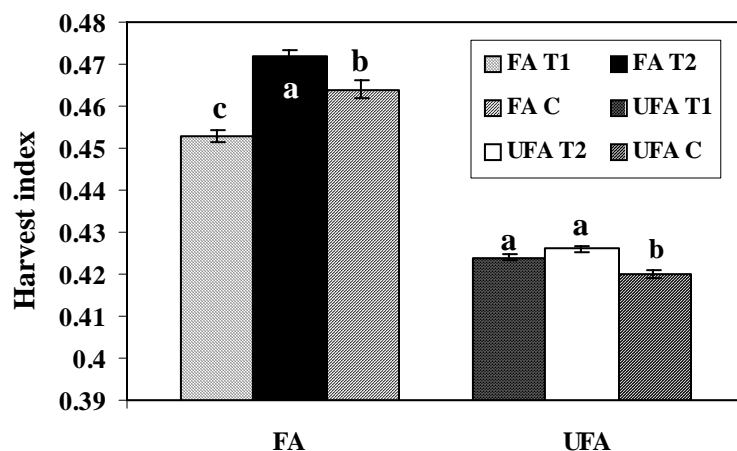 Harvest index
0.48
0.47
0.46
0.45
0.44
0.43
0.42
0.41
0.4
0.39
c
a
b
a
a
b
FA T1 FA T2
FA C UFA T1
UFA T2 UFA C
FA UFA